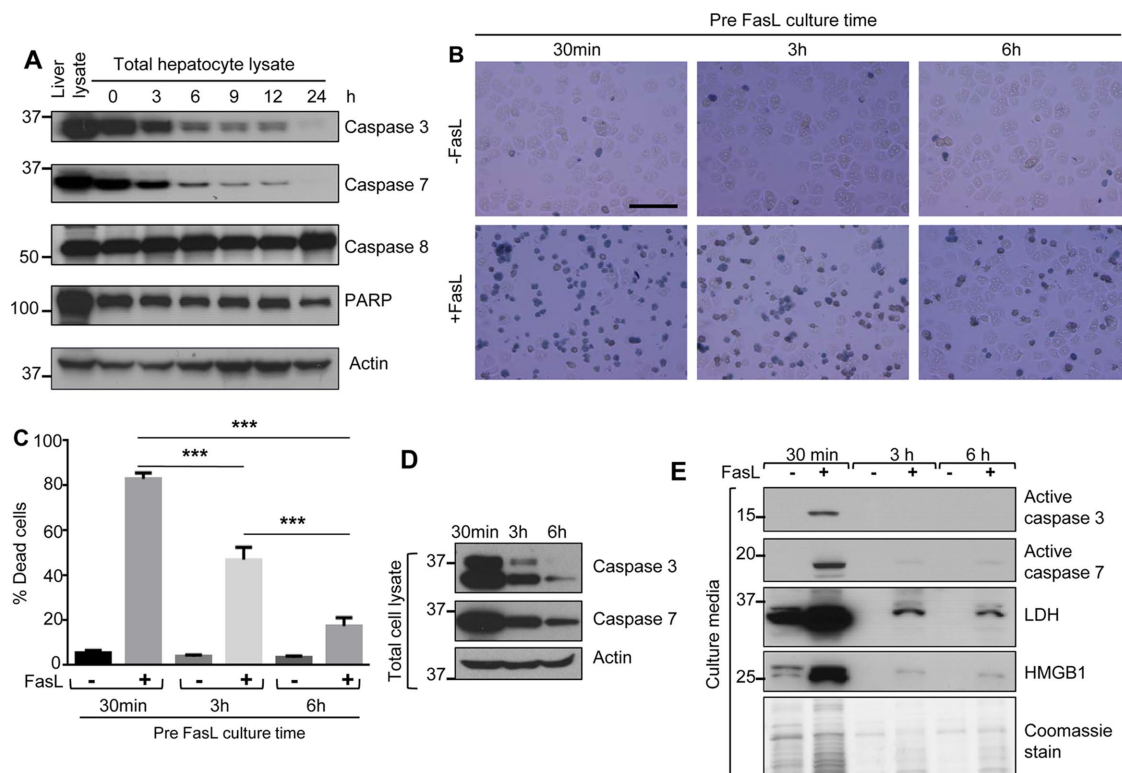 A
Liver
lysate
Total hepatocyte lysate
0 3 6 9 12 24 h
37
Caspase 3
37
Caspase 7
50
Caspase 8
100
PARP
37
Actin
B
Pre FasL culture time
30min 3h 6h
-FasL
+FasL
C
% Dead cells
100
80
60
40
20
0
***
***
***
FasL - + - + - +
30min 3h 6h
Pre FasL culture time
D
30min 3h 6h
Total cell lysate
37
Caspase 3
37
Caspase 7
37
Actin
E
30 min 3 h 6 h
FasL - + - + - +
Culture media
15
Active
caspase 3
20
Active
caspase 7
37
LDH
25
HMGB1
Coomassie
stain